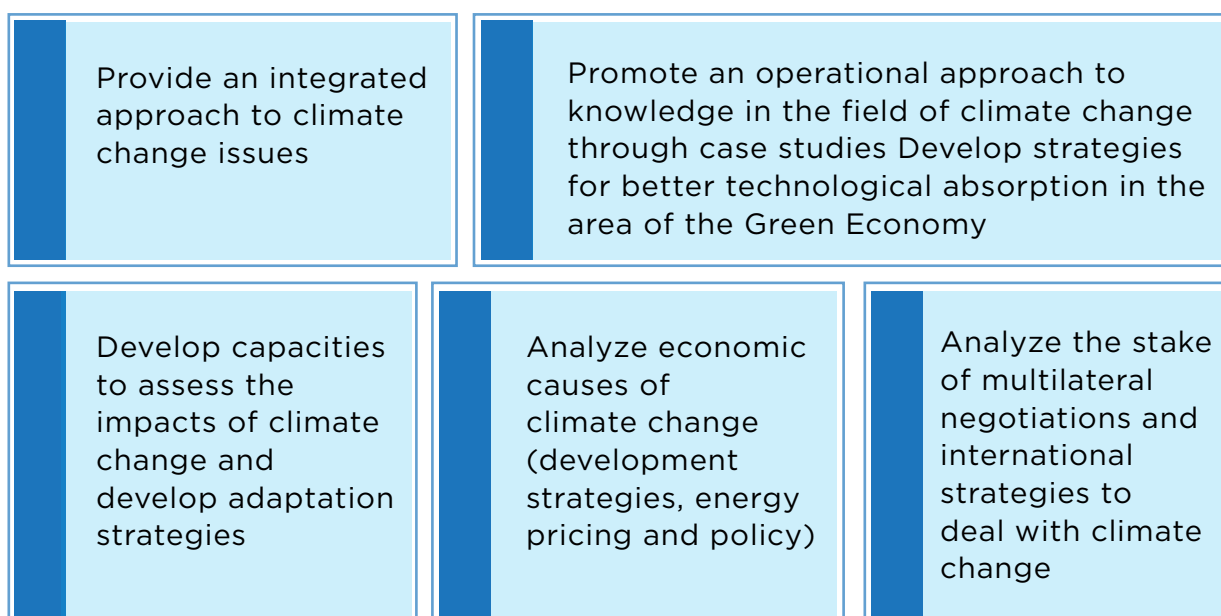 Provide an integrated
approach to climate
change issues
Promote an operational approach to
knowledge in the field of climate change
through case studies Develop strategies
for better technological absorption in the
area of the Green Economy
Develop capacities
to assess the
impacts of climate
change and
develop adaptation
strategies
Analyze economic
causes of
climate change
(development
strategies, energy
pricing and policy)
Analyze the stake
of multilateral
negotiations and
international
strategies to
deal with climate
change